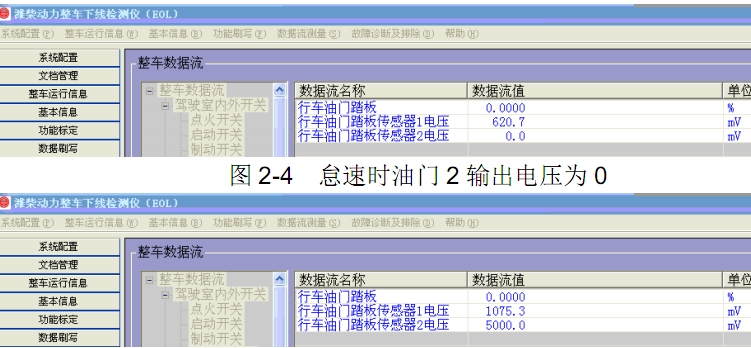 潍柴动力整车下线检测仪（EOL）
系统配置(P) 整车运行信息(W) 基本信息(B) 功能刷写(F) 数据流测量(S) 故障诊断及排除(D) 帮助(H)
系统配置
文档管理
整车运行信息
基本信息
功能标定
数据刷写
整车数据流
整车数据流
驾驶室内外开关
点火开关
启动开关
制动开关
数据流名称 数据流值 单位
行车油门踏板 0.0000 %
行车油门踏板传感器1电压 620.7 mV
行车油门踏板传感器2电压 0.0 mV
图 2-4 怠速时油门 2 输出电压为 0
潍柴动力整车下线检测仪（EOL）
系统配置(P) 整车运行信息(W) 基本信息(B) 功能刷写(F) 数据流测量(S) 故障诊断及排除(D) 帮助(H)
系统配置
文档管理
整车运行信息
基本信息
功能标定
数据刷写
整车数据流
整车数据流
驾驶室内外开关
点火开关
启动开关
制动开关
数据流名称 数据流值 单位
行车油门踏板 0.0000 %
行车油门踏板传感器1电压 1075.3 mV
行车油门踏板传感器2电压 5000.0 mV